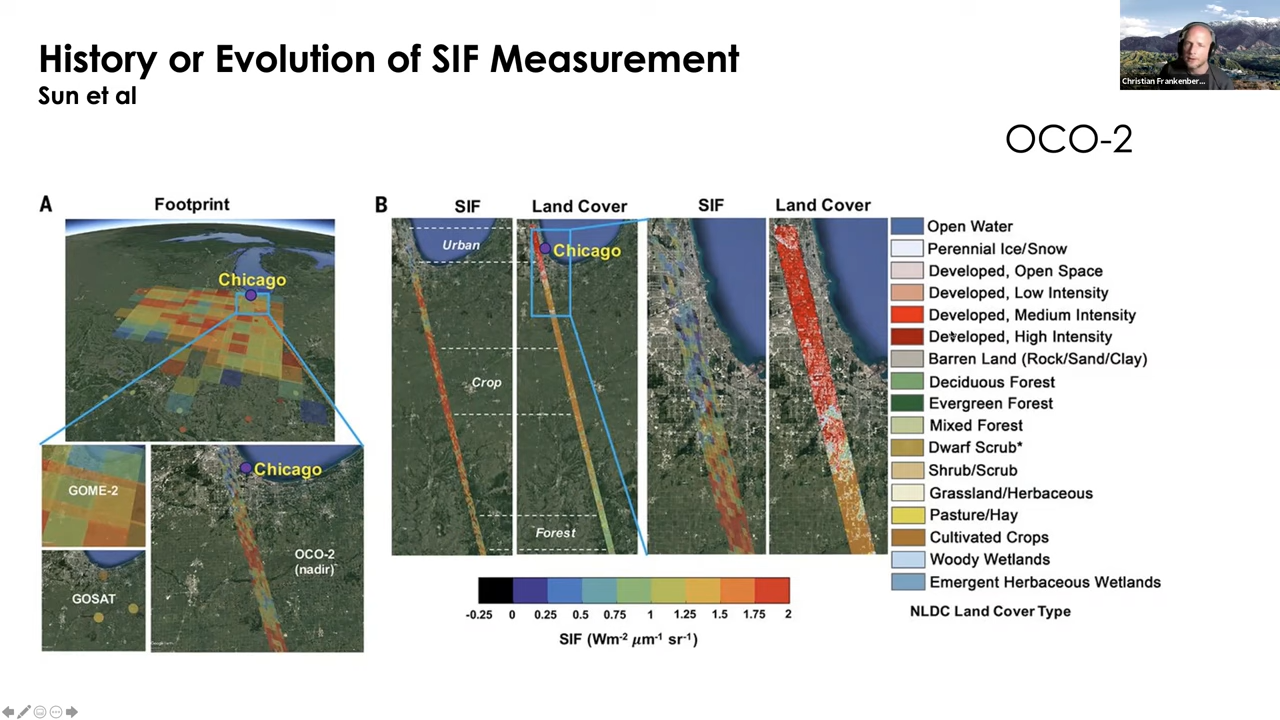 History or Evolution of SIF Measurement
Sun et al
Christian Frankenber...
OCO-2
A
Footprint
Chicago
GOME-2
GOSAT
Chicago
OCO-2
(nadir)
B
SIF
Land Cover
SIF
Land Cover
Urban
Chicago
Crop
Forest
-0.25 0 0.25 0.5 0.75 1 1.25 1.5 1.75 2
SIF (Wm-2 μm-1 sr-1)
Open Water
Perennial Ice/Snow
Developed, Open Space
Developed, Low Intensity
Developed, Medium Intensity
Developed, High Intensity
Barren Land (Rock/Sand/Clay)
Deciduous Forest
Evergreen Forest
Mixed Forest
Dwarf Scrub*
Shrub/Scrub
Grassland/Herbaceous
Pasture/Hay
Cultivated Crops
Woody Wetlands
Emergent Herbaceous Wetlands
NLDC Land Cover Type